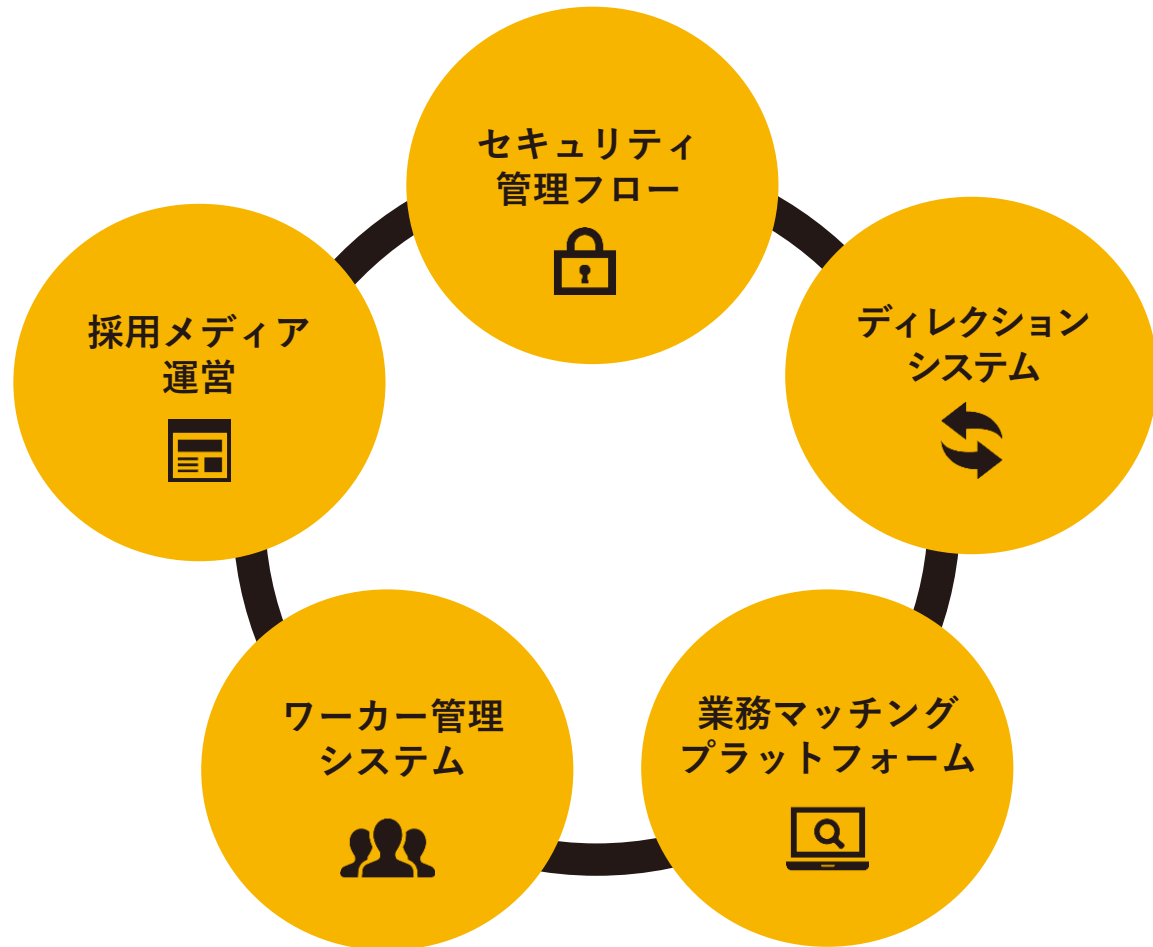 セキュリティ
管理フロー
採用メディア
運営
ディレクション
システム
ワーカー管理
システム
業務マッチング
プラットフォーム